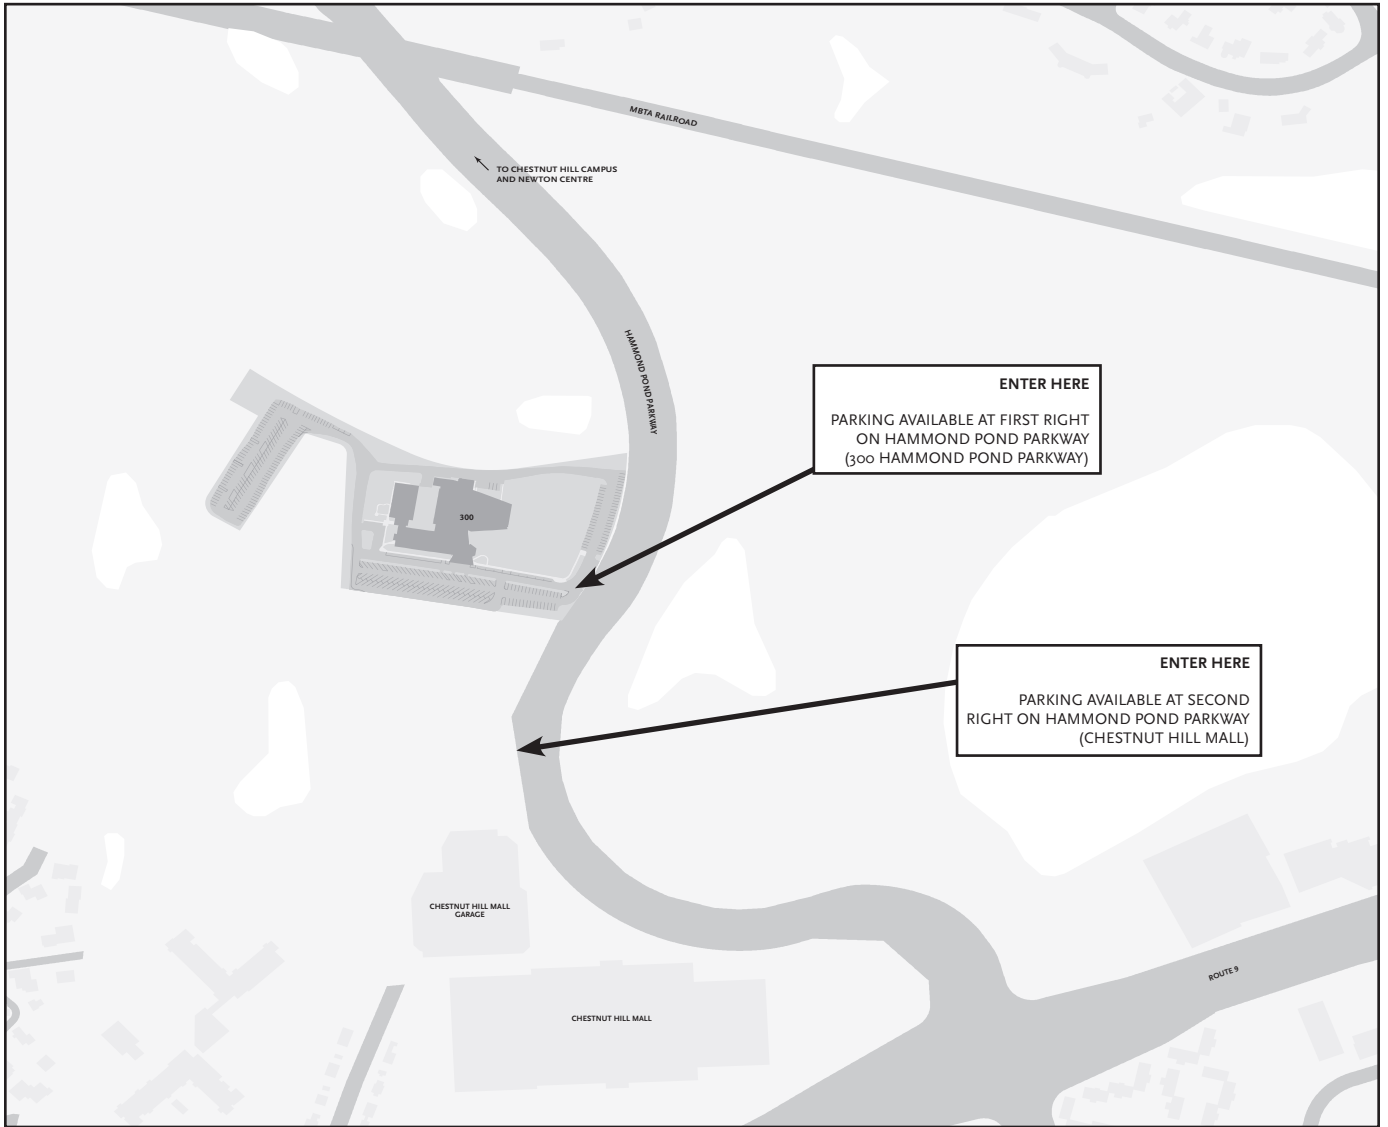 MBTA RAILROAD
TO CHESTNUT HILL CAMPUS
AND NEWTON CENTRE
HAMMOND POND PARKWAY
ENTER HERE
PARKING AVAILABLE AT FIRST RIGHT
ON HAMMOND POND PARKWAY
(300 HAMMOND POND PARKWAY)
300
ENTER HERE
PARKING AVAILABLE AT SECOND
RIGHT ON HAMMOND POND PARKWAY
(CHESTNUT HILL MALL)
CHESTNUT HILL MALL
GARAGE
ROUTE 9
CHESTNUT HILL MALL